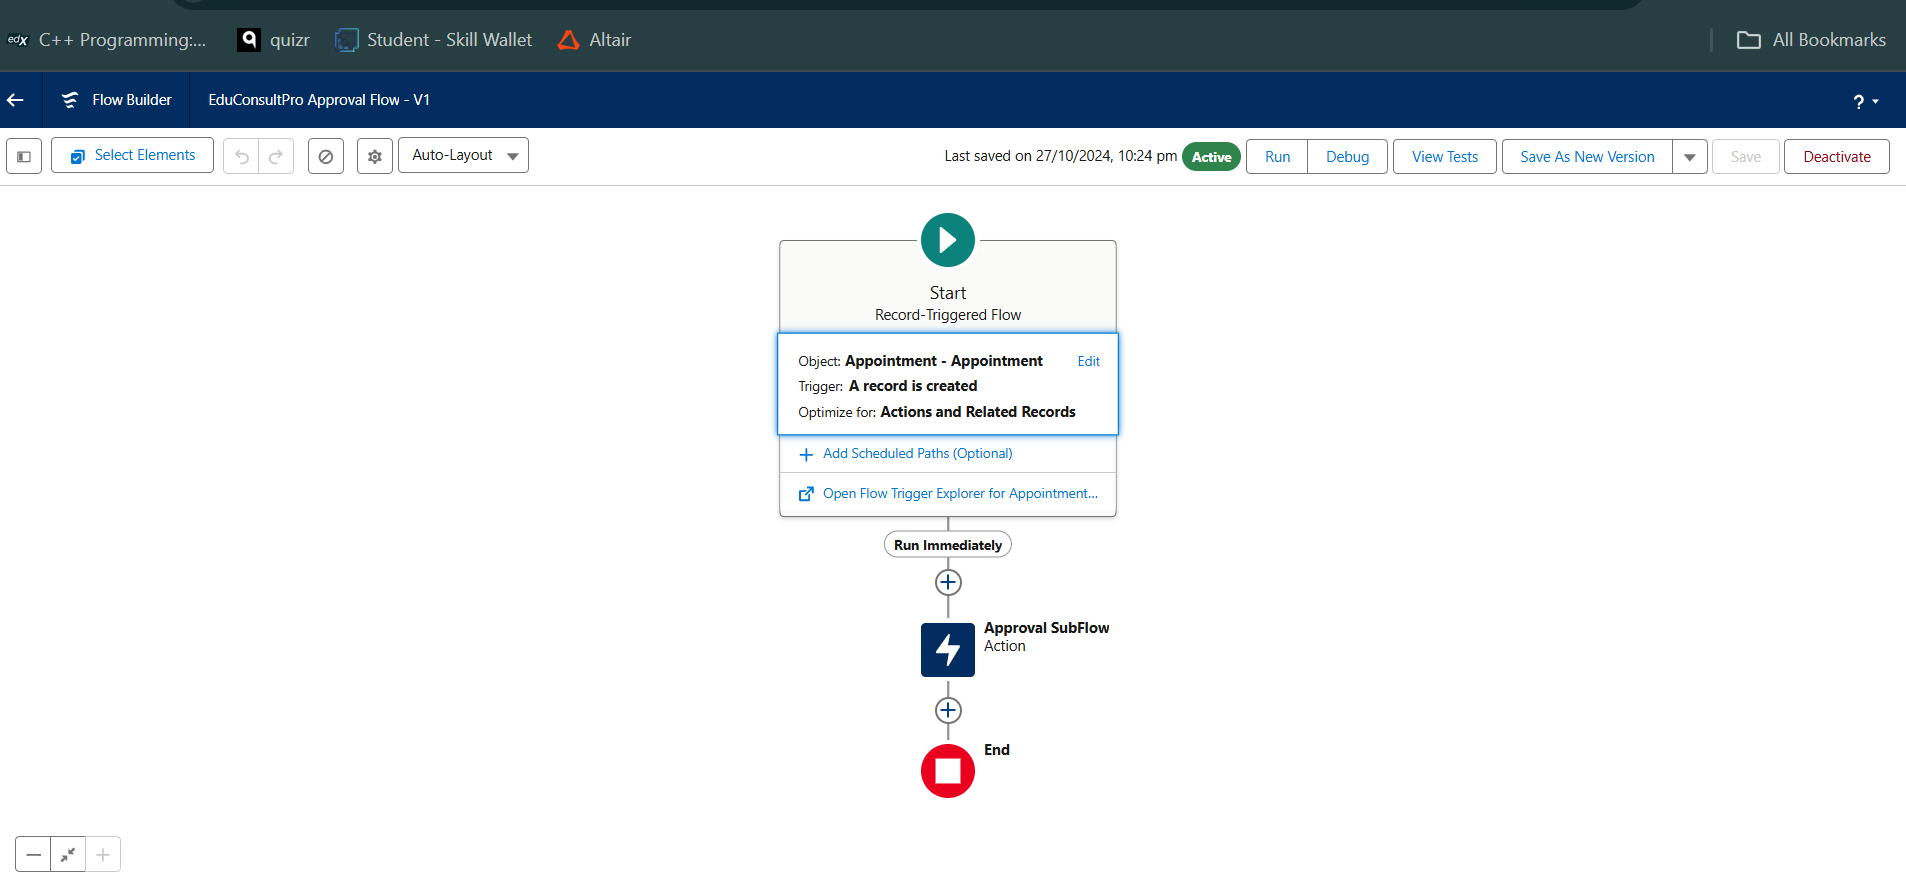 edX C++ Programming:... quizr Student - Skill Wallet Altair All Bookmarks
Flow Builder EduConsultPro Approval Flow - V1 ?
Select Elements Auto-Layout Last saved on 27/10/2024, 10:24 pm Active Run Debug View Tests Save As New Version Save Deactivate
Start
Record-Triggered Flow
Object: Appointment - Appointment Edit
Trigger: A record is created
Optimize for: Actions and Related Records
Add Scheduled Paths (Optional)
Open Flow Trigger Explorer for Appointment...
Run Immediately
Approval SubFlow
Action
End